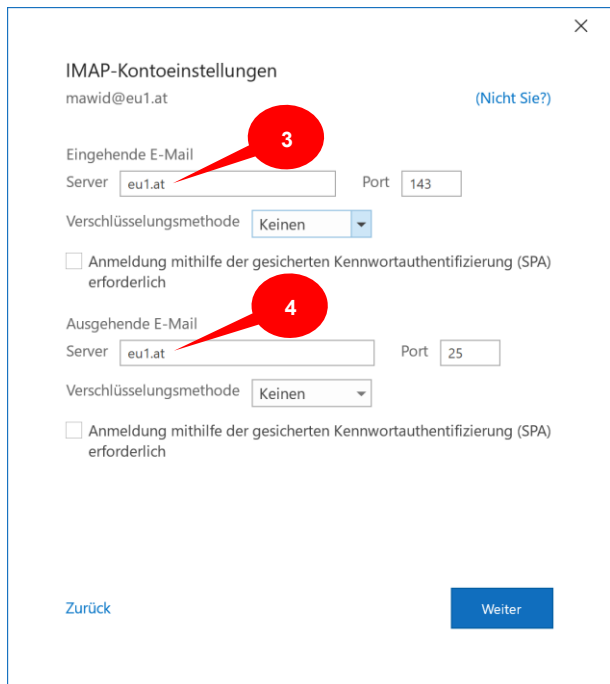 IMAP-Kontoeinstellungen
mawid@eu1.at (Nicht Sie?)
3
Eingehende E-Mail
Server eu1.at Port 143
Verschlüsselungsmethode Keinen
Anmeldung mithilfe der gesicherten Kennwortauthentifizierung (SPA)
erforderlich
4
Ausgehende E-Mail
Server eu1.at Port 25
Verschlüsselungsmethode Keinen
Anmeldung mithilfe der gesicherten Kennwortauthentifizierung (SPA)
erforderlich
Zurück Weiter